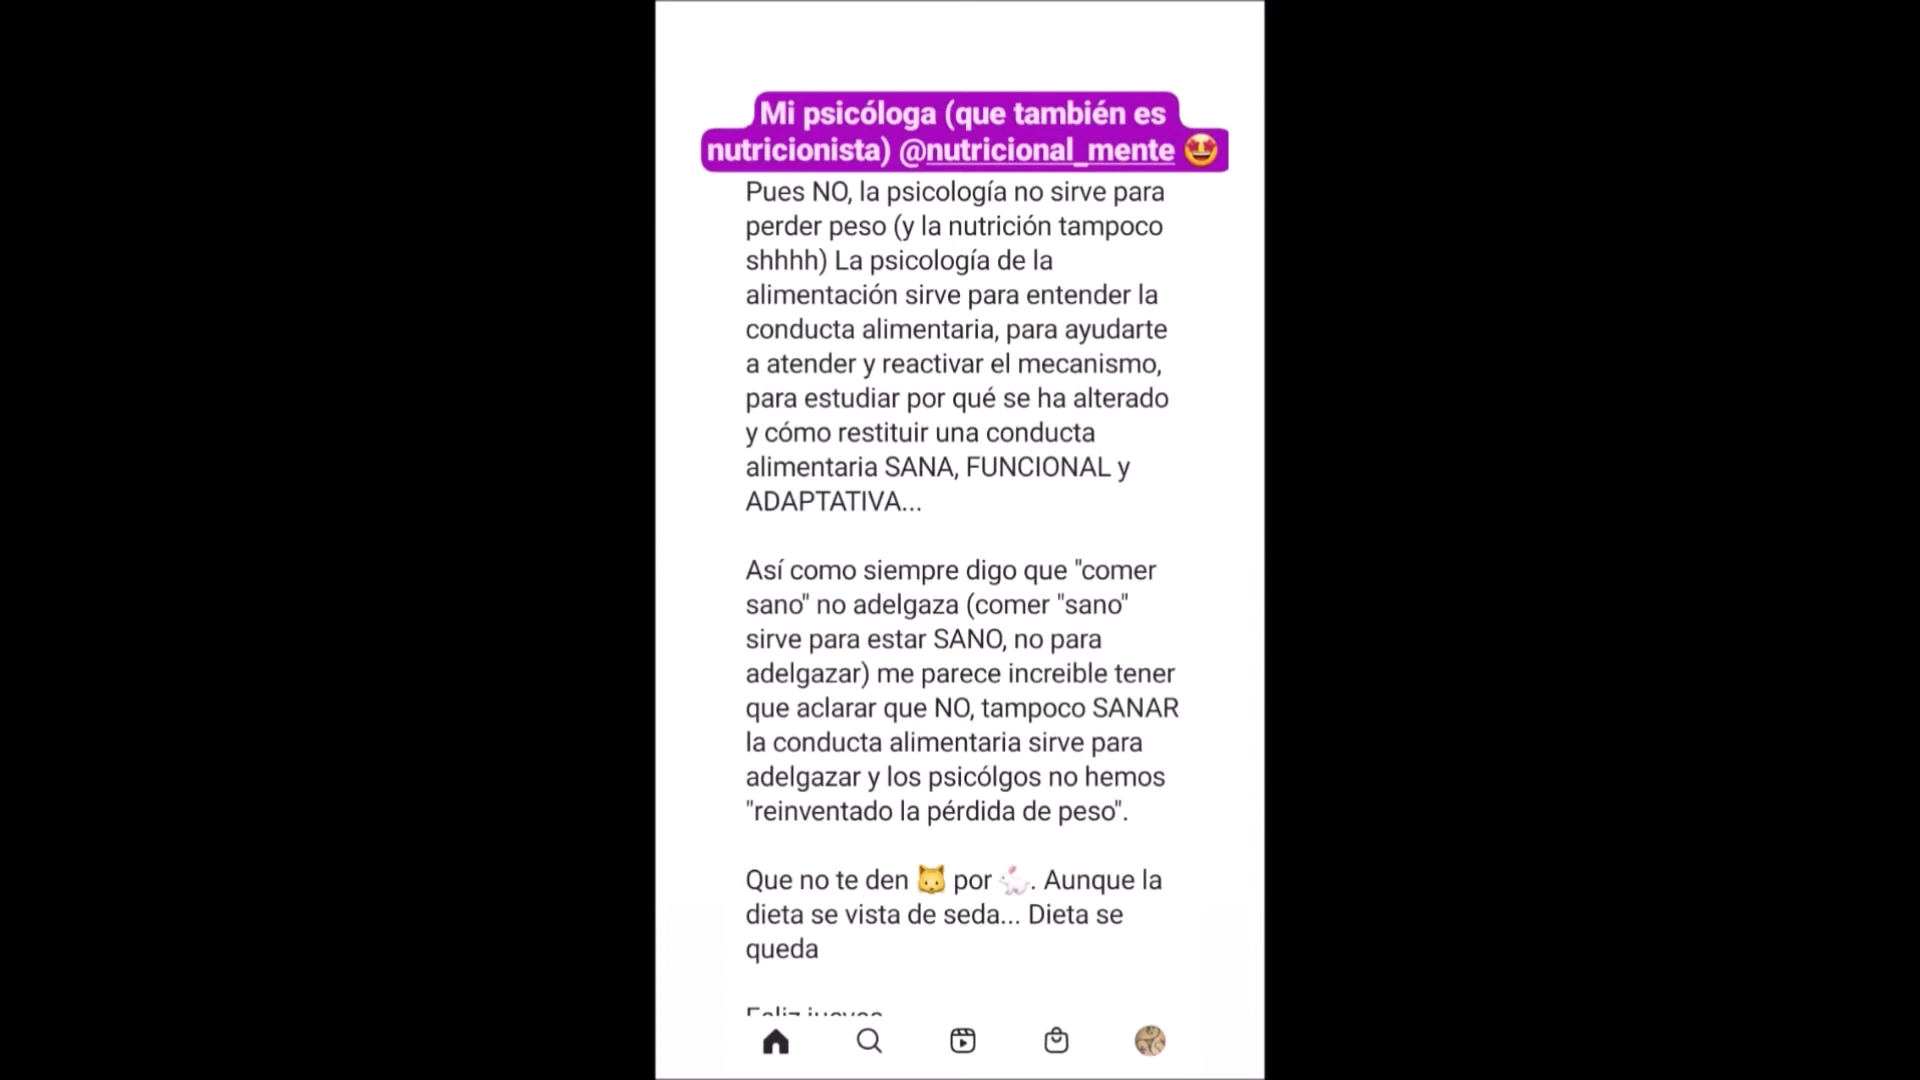 Mi psicóloga (que también es
nutricionista) @nutricional_mente 🤩
Pues NO, la psicología no sirve para
perder peso (y la nutrición tampoco
shhhh) La psicología de la
alimentación sirve para entender la
conducta alimentaria, para ayudarte
a atender y reactivar el mecanismo,
para estudiar por qué se ha alterado
y cómo restituir una conducta
alimentaria SANA, FUNCIONAL y
ADAPTATIVA...
Así como siempre digo que "comer
sano" no adelgaza (comer "sano"
sirve para estar SANO, no para
adelgazar) me parece increible tener
que aclarar que NO, tampoco SANAR
la conducta alimentaria sirve para
adelgazar y los psicólgos no hemos
"reinventado la pérdida de peso".
Que no te den 🐱 por 🐇. Aunque la
dieta se vista de seda... Dieta se
queda
Feliz jueves